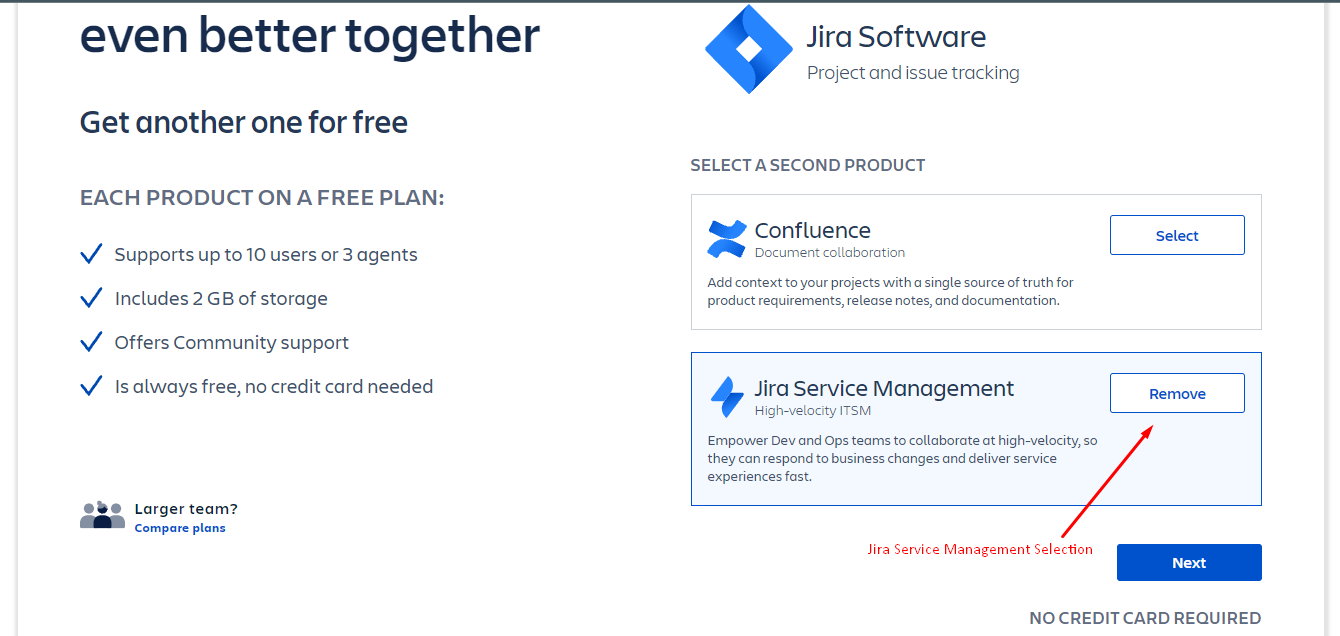 even better together
Get another one for free
EACH PRODUCT ON A FREE PLAN:
Supports up to 10 users or 3 agents
Includes 2 GB of storage
Offers Community support
Is always free, no credit card needed
Larger team?
Compare plans
Jira Software
Project and issue tracking
SELECT A SECOND PRODUCT
Confluence
Document collaboration
Select
Add context to your projects with a single source of truth for
product requirements, release notes, and documentation.
Jira Service Management
High-velocity ITSM
Remove
Empower Dev and Ops teams to collaborate at high-velocity, so
they can respond to business changes and deliver service
experiences fast.
Jira Service Management Selection
Next
NO CREDIT CARD REQUIRED